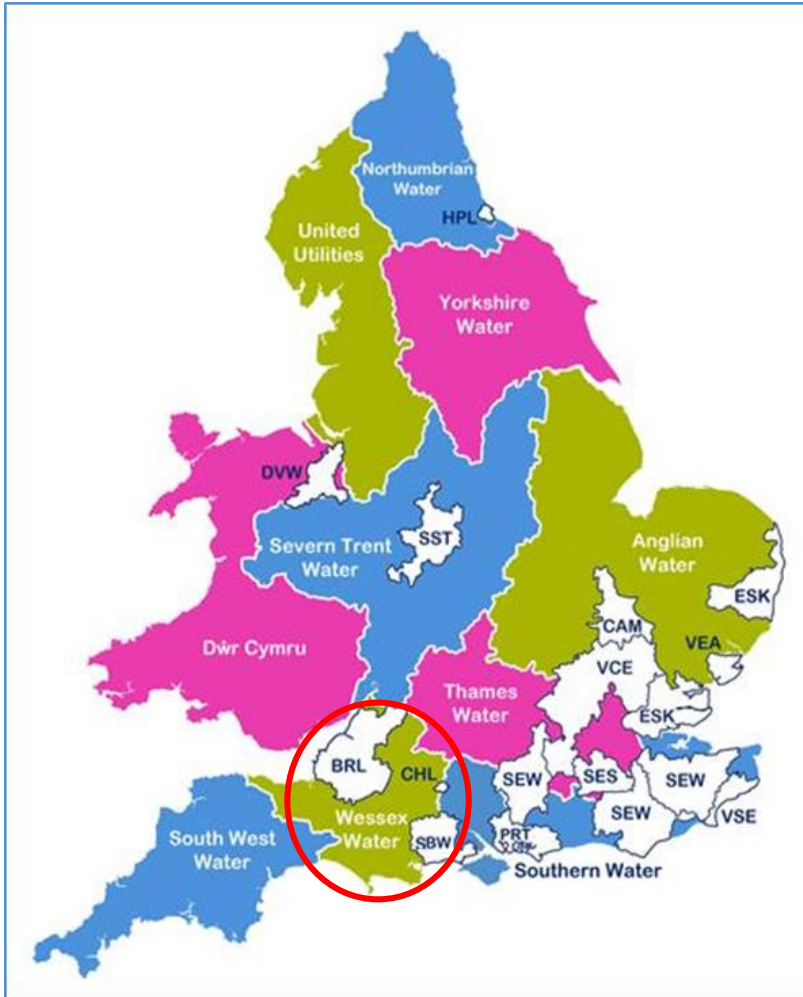 Northumbrian
Water
HPL
United
Utilities
Yorkshire
Water
DVW
SST
Severn Trent
Water
Anglian
Water
ESK
CAM
VEA
Dŵr Cymru
VCE
Thames
Water
ESK
BRL
CHL
SEW
SES
SEW
Wessex
Water
SEW
VSE
South West
Water
SBW
PRT
Southern Water